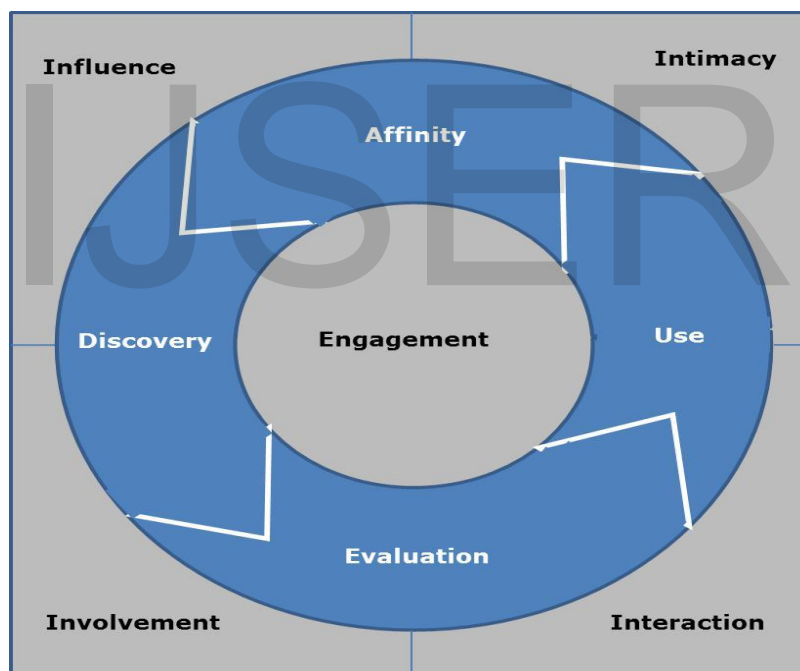 Influence
Intimacy
IJSER
Affinity
Discovery
Engagement
Use
Evaluation
Involvement
Interaction